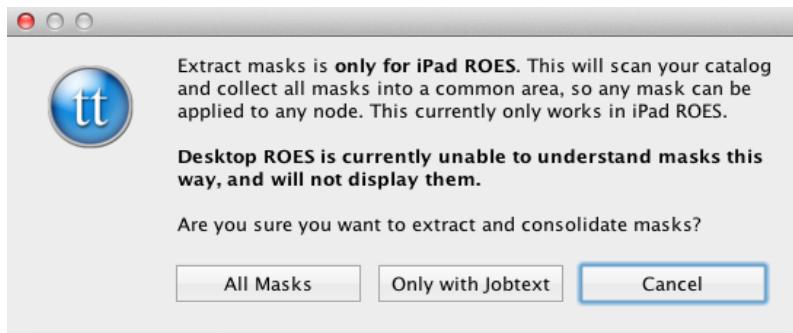 Extract masks is only for iPad ROES. This will scan your catalog
and collect all masks into a common area, so any mask can be
applied to any node. This currently only works in iPad ROES.
tt
Desktop ROES is currently unable to understand masks this
way, and will not display them.
Are you sure you want to extract and consolidate masks?
All Masks
Only with Jobtext
Cancel